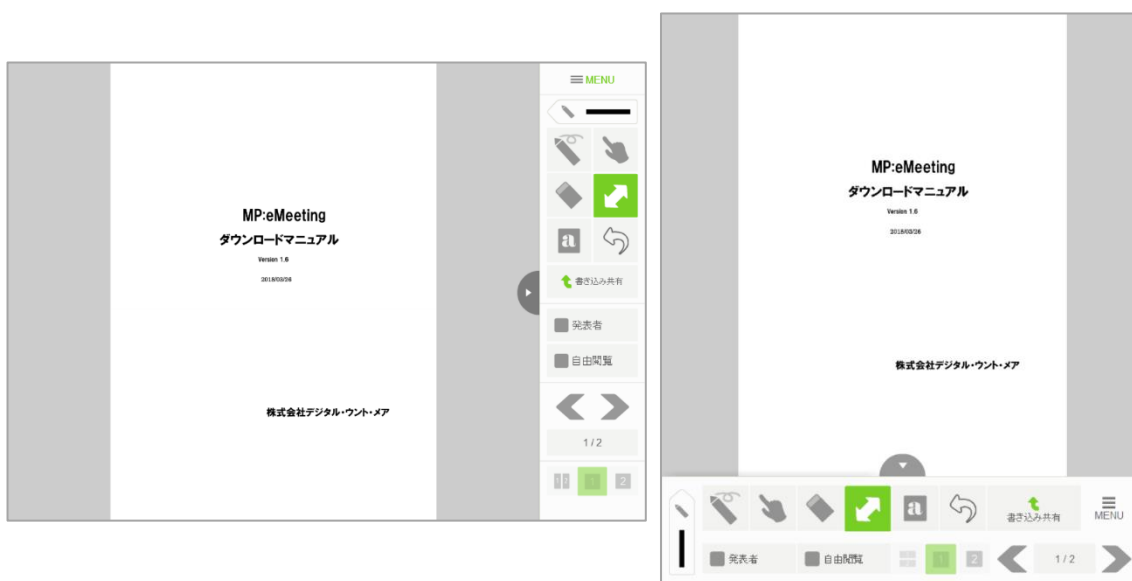 MENU
MP:eMeeting
ダウンロードマニュアル
Version 1.6
2018/03/26
株式会社デジタル・ウント・メア
a
書き込み共有
発表者
自由閲覧
1 / 2
1 2
1
2
MP:eMeeting
ダウンロードマニュアル
Version 1.6
2018/03/26
株式会社デジタル・ウント・メア
a
書き込み共有
MENU
発表者
自由閲覧
1
2
1 / 2